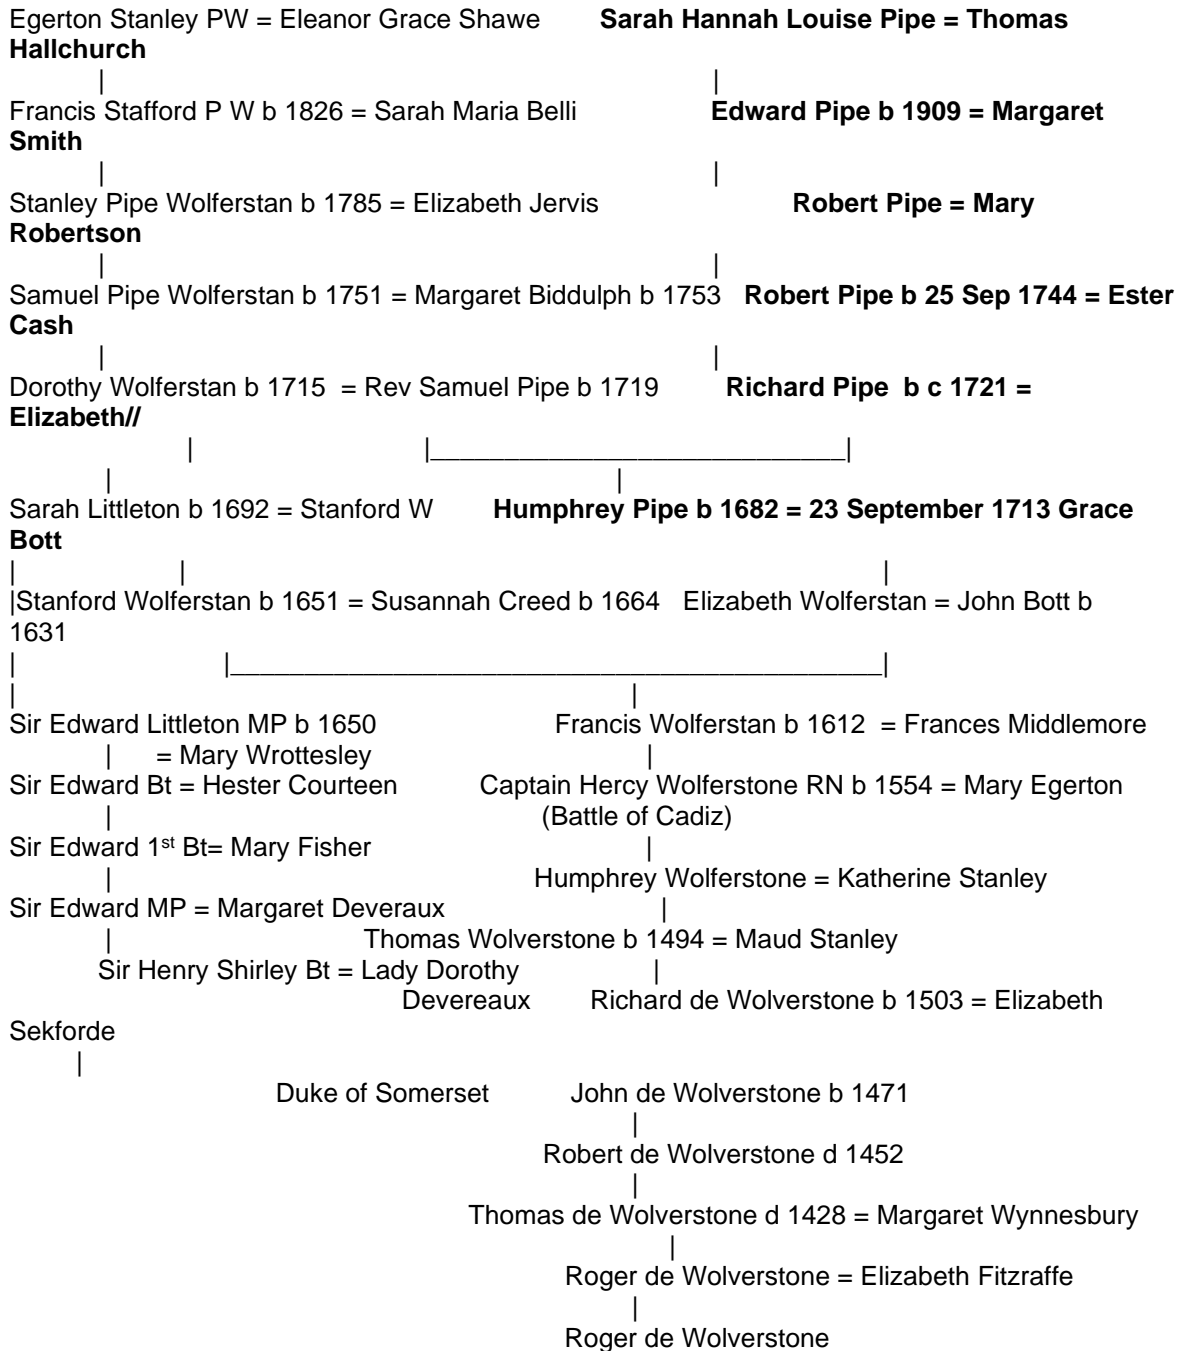 Egerton Stanley PW = Eleanor Grace Shawe Sarah Hannah Louise Pipe = Thomas
Hallchurch
| |
Francis Stafford P W b 1826 = Sarah Maria Belli Edward Pipe b 1909 = Margaret
Smith
| |
Stanley Pipe Wolferstan b 1785 = Elizabeth Jervis Robert Pipe = Mary
Robertson
| |
Samuel Pipe Wolferstan b 1751 = Margaret Biddulph b 1753 Robert Pipe b 25 Sep 1744 = Ester
Cash
| |
Dorothy Wolferstan b 1715 = Rev Samuel Pipe b 1719 Richard Pipe b c 1721 =
Elizabeth//
| |____________________________|
| |
Sarah Littleton b 1692 = Stanford W Humphrey Pipe b 1682 = 23 September 1713 Grace
Bott
| | |
|Stanford Wolferstan b 1651 = Susannah Creed b 1664 Elizabeth Wolferstan = John Bott b
1631
| |____________________________________________|
| |
Sir Edward Littleton MP b 1650 Francis Wolferstan b 1612 = Frances Middlemore
| = Mary Wrottesley |
Sir Edward Bt = Hester Courteen Captain Hercy Wolferstone RN b 1554 = Mary Egerton
| (Battle of Cadiz)
Sir Edward 1st Bt= Mary Fisher |
| Humphrey Wolferstone = Katherine Stanley
Sir Edward MP = Margaret Deveraux |
| Thomas Wolverstone b 1494 = Maud Stanley
Sir Henry Shirley Bt = Lady Dorothy |
Devereaux Richard de Wolverstone b 1503 = Elizabeth
Sekforde
|
Duke of Somerset John de Wolverstone b 1471
|
Robert de Wolverstone d 1452
|
Thomas de Wolverstone d 1428 = Margaret Wynnesbury
|
Roger de Wolverstone = Elizabeth Fitzraffe
|
Roger de Wolverstone